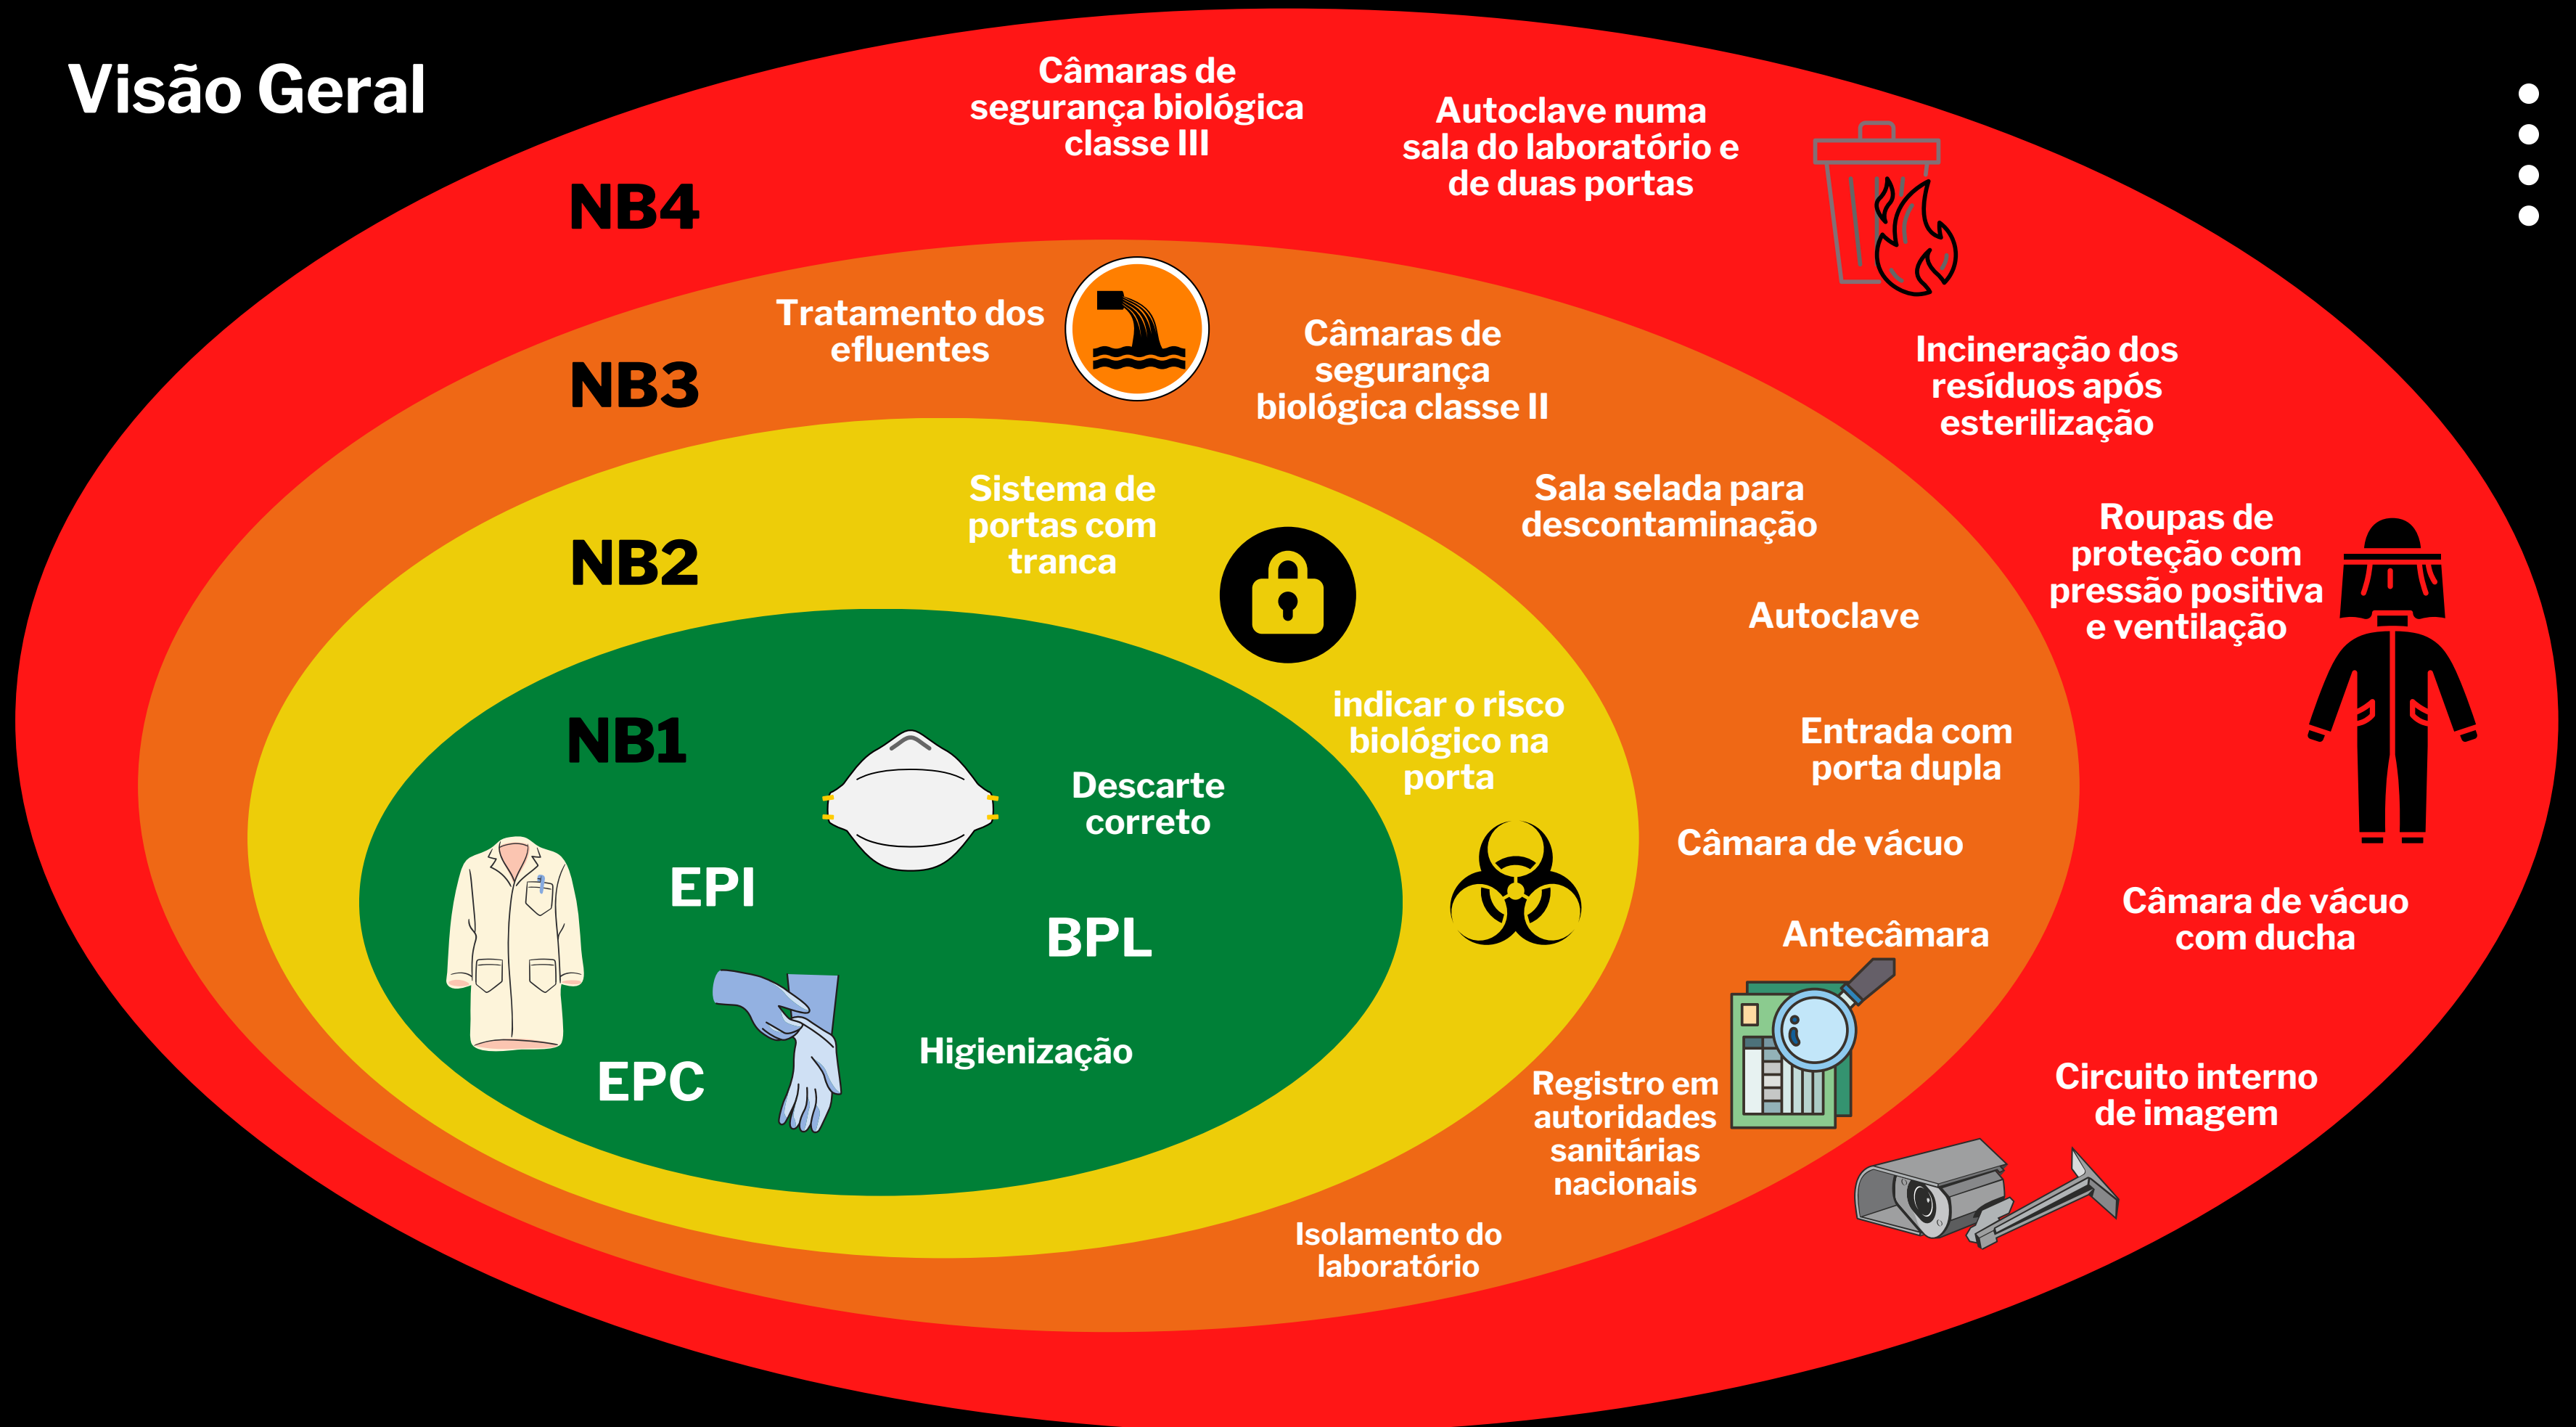 Visão Geral
Câmaras de
segurança biológica
classe III
Autoclave numa
sala do laboratório e
de duas portas
NB4
Incineração dos
resíduos após
esterilização
Roupas de
proteção com
pressão positiva
e ventilação
Câmara de vácuo
com ducha
Circuito interno
de imagem
NB3
Tratamento dos
efluentes
Câmaras de
segurança
biológica classe II
Sala selada para
descontaminação
Autoclave
Entrada com
porta dupla
Câmara de vácuo
Antecâmara
Registro em
autoridades
sanitárias
nacionais
Isolamento do
laboratório
NB2
Sistema de
portas com
tranca
indicar o risco
biológico na
porta
NB1
Descarte
correto
EPI
BPL
Higienização
EPC